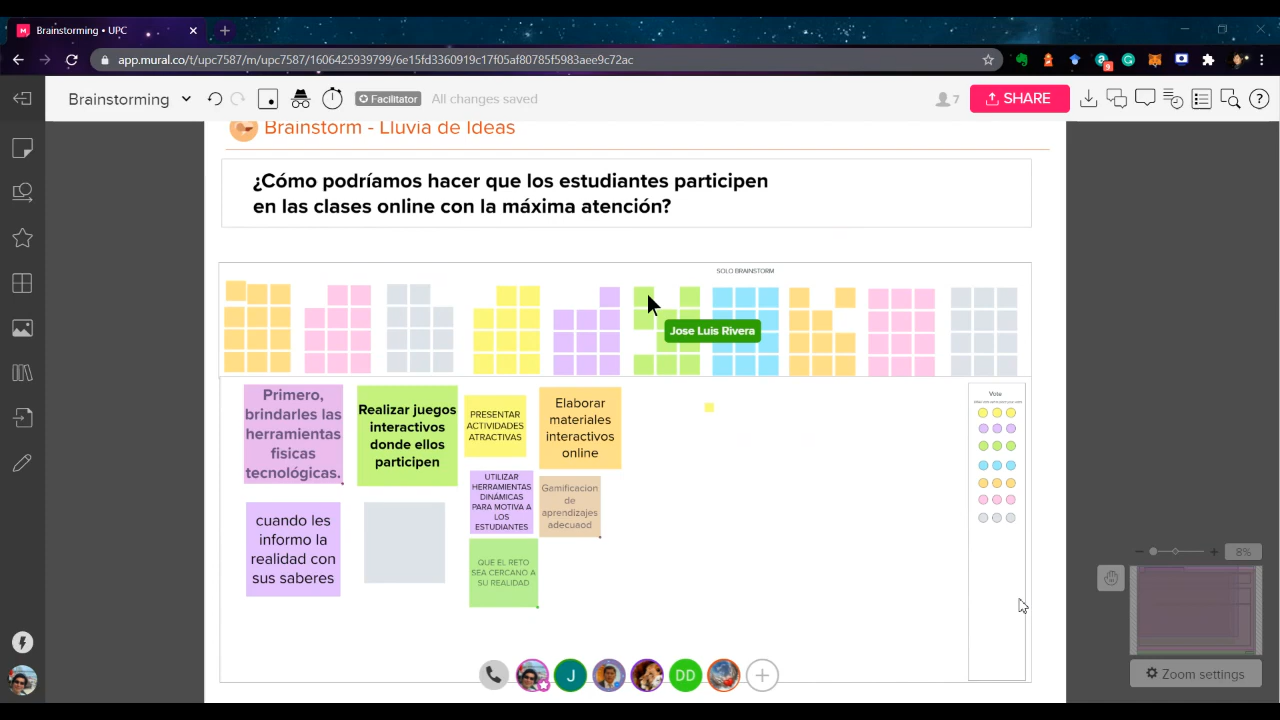 Brainstorming • UPC
app.mural.co/t/upc7587/m/upc7587/1606425939799/6e15fd3360919c17f05af80785f5983aee9c72ac
9
Brainstorming
Facilitator
All changes saved
7
SHARE
Brainstorm - Lluvia de Ideas
¿Cómo podríamos hacer que los estudiantes participen
en las clases online con la máxima atención?
SOLO BRAINSTORM
Jose Luis Rivera
Primero,
brindarles las
herramientas
fisicas
tecnológicas.
Realizar juegos
interactivos
donde ellos
participen
PRESENTAR
ACTIVIDADES
ATRACTIVAS
Elaborar
materiales
interactivos
online
UTILIZAR
HERRAMIENTAS
DINÁMICAS
PARA MOTIVA A
LOS
ESTUDIANTES
Gamificacion
de
aprendizajes
adecuaod
cuando les
informo la
realidad con
sus saberes
QUE EL RETO
SEA CERCANO A
SU REALIDAD
Vote
8%
Zoom settings
J
DD